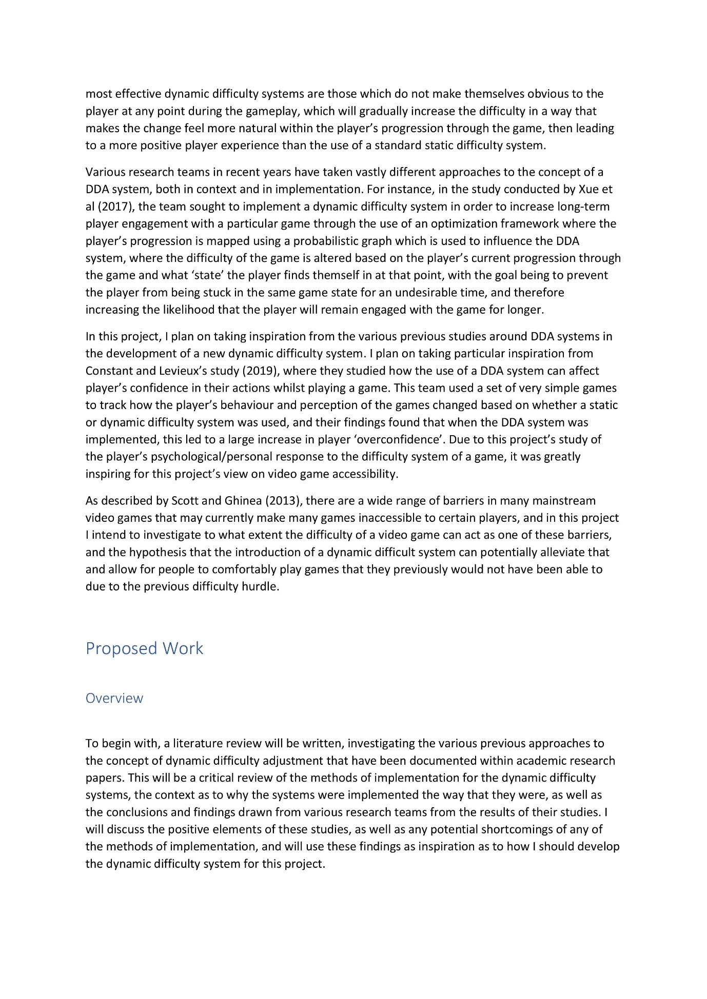 most effective dynamic difficulty systems are those which do not make themselves obvious to the
player at any point during the gameplay, which will gradually increase the difficulty in a way that
makes the change feel more natural within the player’s progression through the game, then leading
to a more positive player experience than the use of a standard static difficulty system.
Various research teams in recent years have taken vastly different approaches to the concept of a
DDA system, both in context and in implementation. For instance, in the study conducted by Xue et
al (2017), the team sought to implement a dynamic difficulty system in order to increase long-term
player engagement with a particular game through the use of an optimization framework where the
player’s progression is mapped using a probabilistic graph which is used to influence the DDA
system, where the difficulty of the game is altered based on the player’s current progression through
the game and what ‘state’ the player finds themself in at that point, with the goal being to prevent
the player from being stuck in the same game state for an undesirable time, and therefore
increasing the likelihood that the player will remain engaged with the game for longer.
In this project, I plan on taking inspiration from the various previous studies around DDA systems in
the development of a new dynamic difficulty system. I plan on taking particular inspiration from
Constant and Levieux’s study (2019), where they studied how the use of a DDA system can affect
player’s confidence in their actions whilst playing a game. This team used a set of very simple games
to track how the player’s behaviour and perception of the games changed based on whether a static
or dynamic difficulty system was used, and their findings found that when the DDA system was
implemented, this led to a large increase in player ‘overconfidence’. Due to this project’s study of
the player’s psychological/personal response to the difficulty system of a game, it was greatly
inspiring for this project’s view on video game accessibility.
As described by Scott and Ghinea (2013), there are a wide range of barriers in many mainstream
video games that may currently make many games inaccessible to certain players, and in this project
I intend to investigate to what extent the difficulty of a video game can act as one of these barriers,
and the hypothesis that the introduction of a dynamic difficult system can potentially alleviate that
and allow for people to comfortably play games that they previously would not have been able to
due to the previous difficulty hurdle.
Proposed Work
Overview
To begin with, a literature review will be written, investigating the various previous approaches to
the concept of dynamic difficulty adjustment that have been documented within academic research
papers. This will be a critical review of the methods of implementation for the dynamic difficulty
systems, the context as to why the systems were implemented the way that they were, as well as
the conclusions and findings drawn from various research teams from the results of their studies. I
will discuss the positive elements of these studies, as well as any potential shortcomings of any of
the methods of implementation, and will use these findings as inspiration as to how I should develop
the dynamic difficulty system for this project.